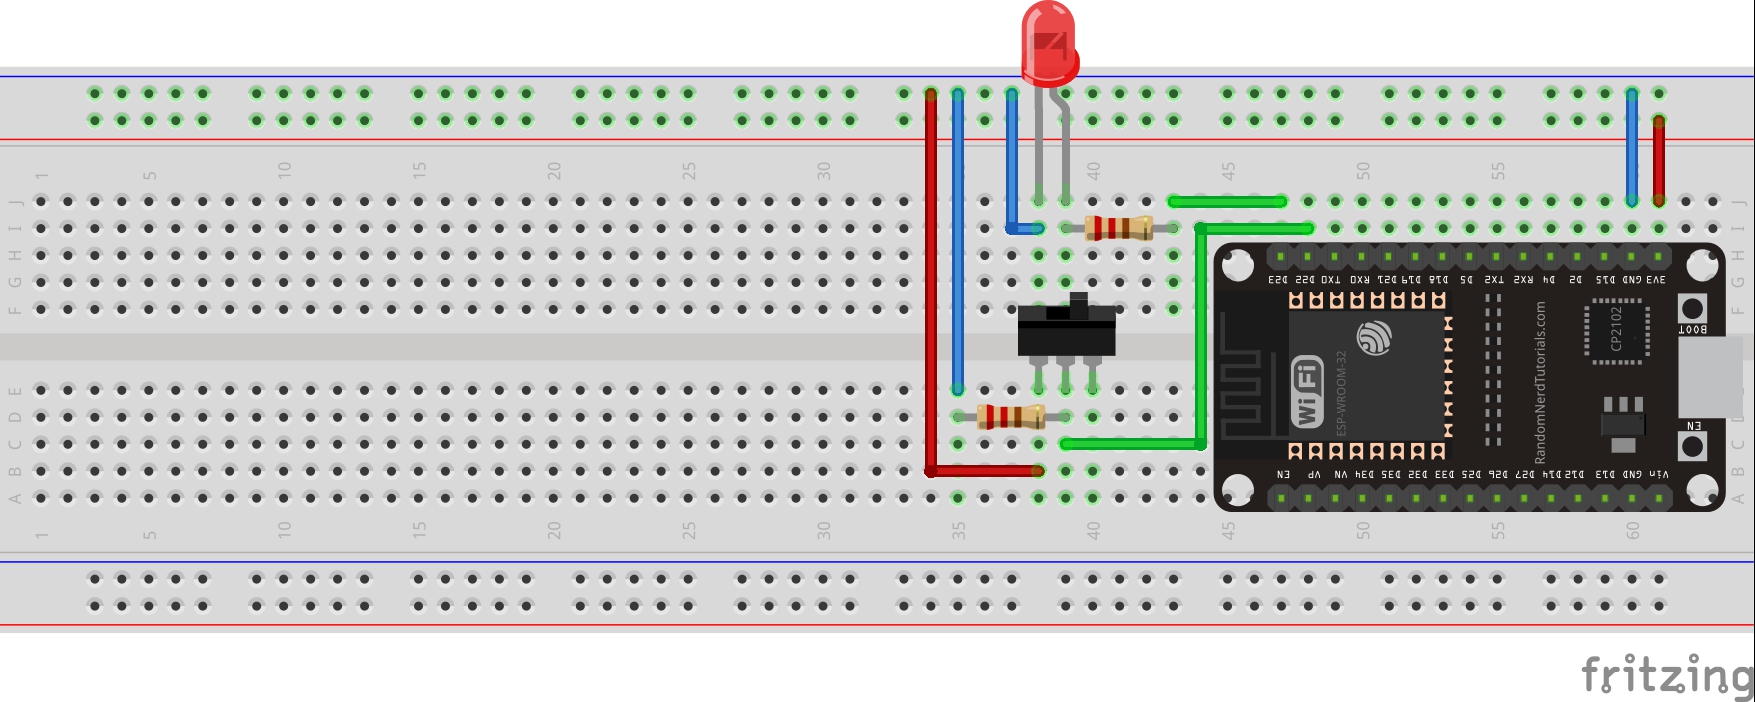 1 5 10 15 20 25 30 35 40 45 50 55
J J
I I
H H
G G
F F
D23 D22 TX0 RX0 D21 D19 D18 D5 TX2 RX2 D4 D2 D15 GND 3V3
BOOT
CP2102
RandomNerdTutorials.com
WiFi
ESP-WROOM-32
E
D D
C C
B B
A A
EN
EN VP VN D34 D35 D32 D33 D25 D26 D27 D14 D12 D13 GND Vin
1 5 10 15 20 25 30 35 40 45 50 55 60
fritzing